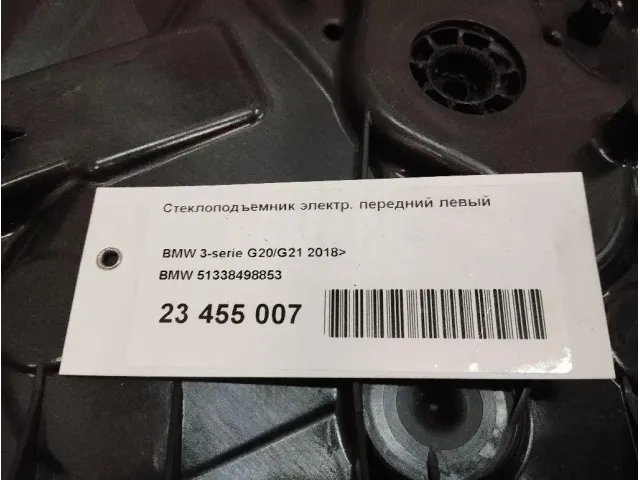 Стеклоподъемник электр. передний левый
BMW 3-serie G20/G21 2018>
BMW 51338498853
23 455 007